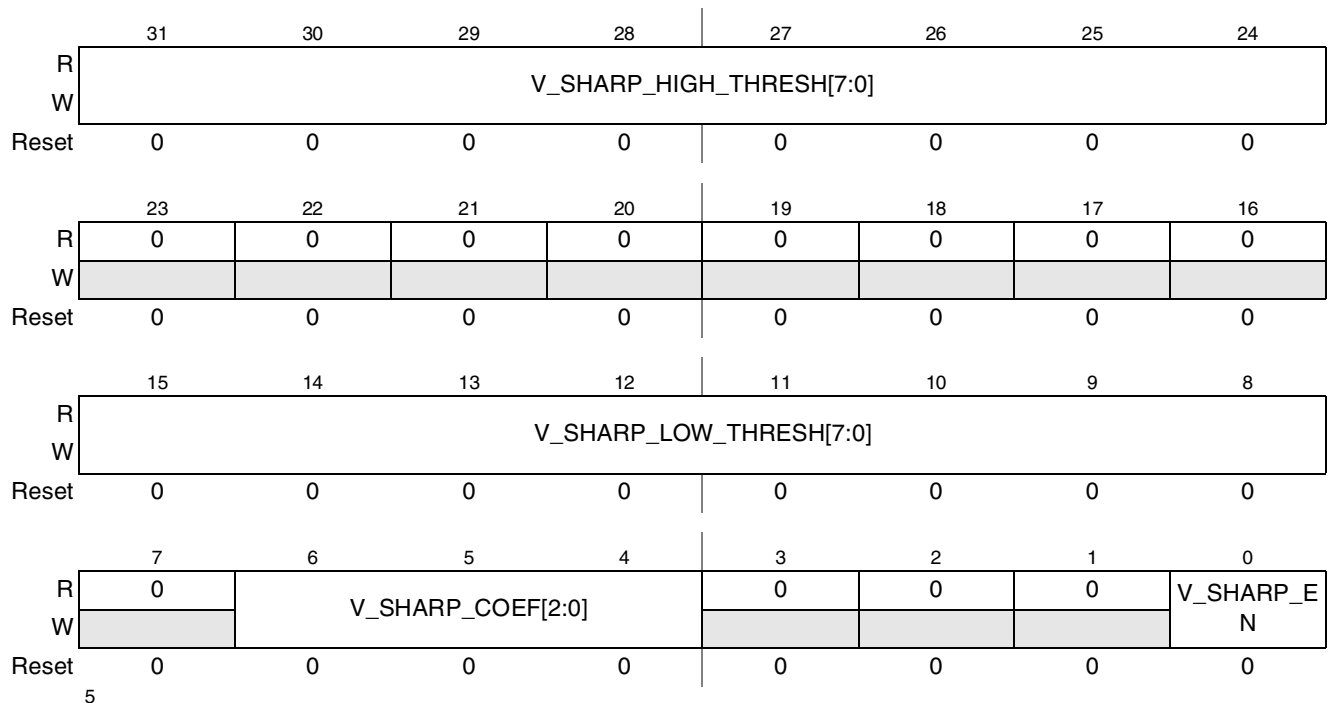 31 30 29 28 27 26 25 24
R
V_SHARP_HIGH_THRESH[7:0]
W
Reset 0 0 0 0 0 0 0 0
23 22 21 20 19 18 17 16
R 0 0 0 0 0 0 0 0
W
Reset 0 0 0 0 0 0 0 0
15 14 13 12 11 10 9 8
R
V_SHARP_LOW_THRESH[7:0]
W
Reset 0 0 0 0 0 0 0 0
7 6 5 4 3 2 1 0
R 0 V_SHARP_COEF[2:0] 0 0 0 V_SHARP_E
W N
Reset 0 0 0 0 0 0 0 0
5